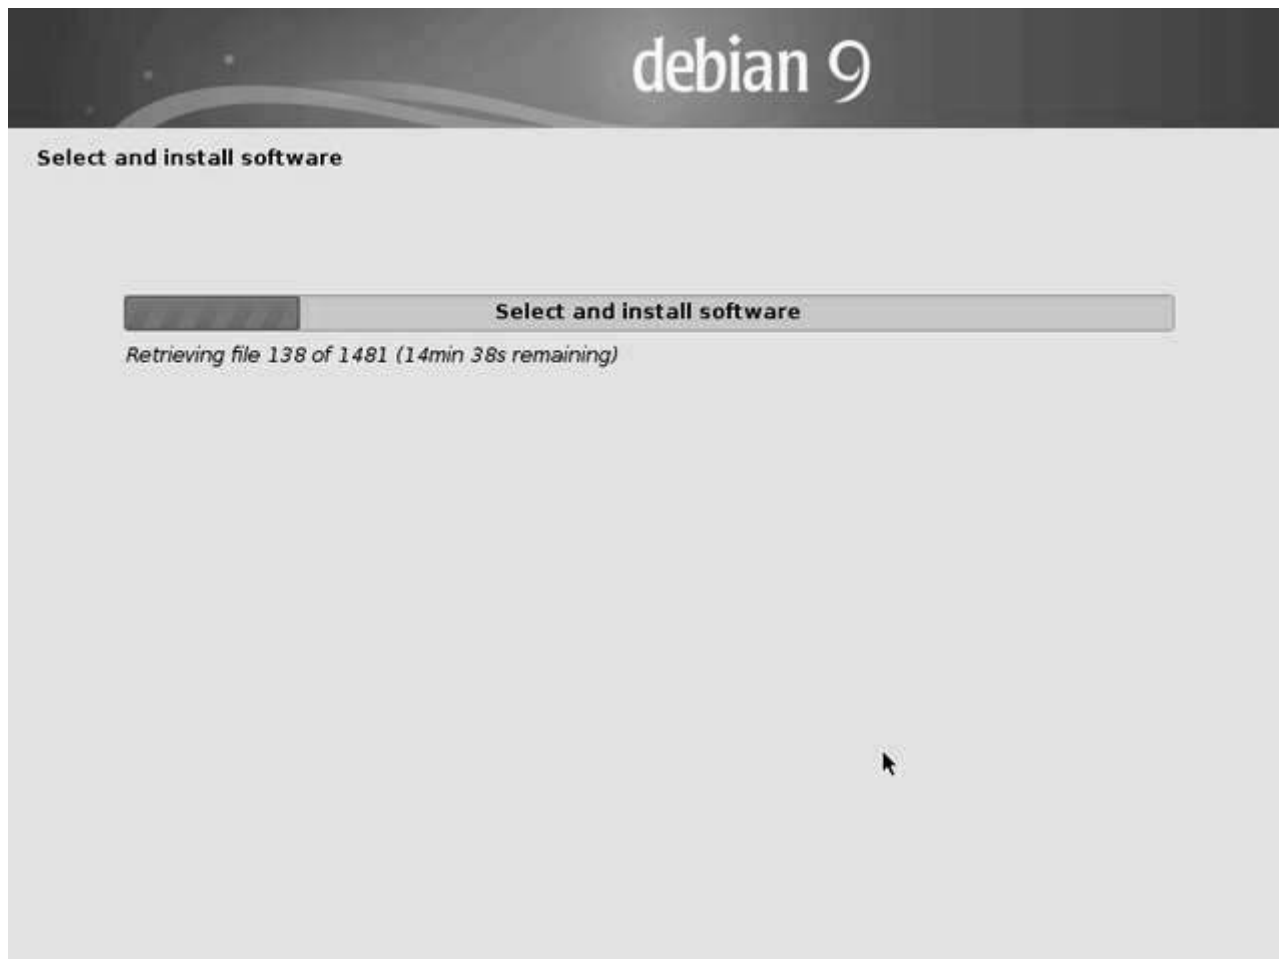 debian 9
Select and install software
Select and install software
Retrieving file 138 of 1481 (14min 38s remaining)